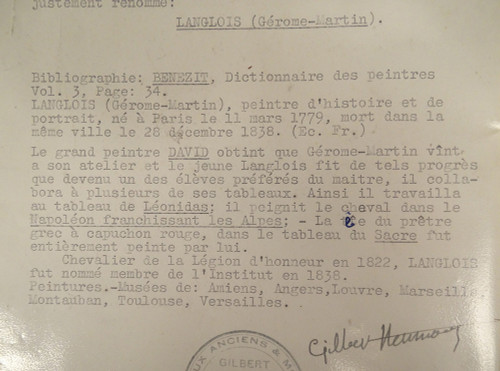 justement renommé:
LANGLOIS (Gérome-Martin).
Bibliographie: BENEZIT, Dictionnaire des peintres
Vol. 3, Page: 34.
LANGLOIS (Gérome-Martin), peintre d'histoire et de
portrait, né à Paris le 11 mars 1779, mort dans la
même ville le 28 décembre 1838. (Ec. Fr.)
Le grand peintre DAVID obtint que Gérome-Martin vint
a son atelier et le jeune Langlois fit de tels progrès
que devenu un des élèves préférés du maitre, il colla-
bora à plusieurs de ses tableaux. Ainsi il travailla
au tableau de Léonidas; il peignit le cheval dans le
Napoléon franchissant les Alpes; - La du prêtre
grec à capuchon rouge, dans le tableau du Sacre fut
entièrement peinte par lui.
Chevalier de la Légion d'honneur en 1822, LANGLOIS
fut nommé membre de l'Institut en 1838.
Peintures.-Musées de: Amiens, Angers,Louvre, Marseille
Montauban, Toulouse, Versailles.
Gilbert
UX ANCIENS & M
GILBERT